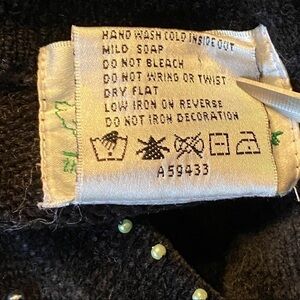 HAND WASH COLD INSIDE OUT
MILD SOAP
DO NOT BLEACH
DO NOT WRING OR TWIST
DRY FLAT
LOW IRON ON REVERSE
DO NOT IRON DECORATION
A59433